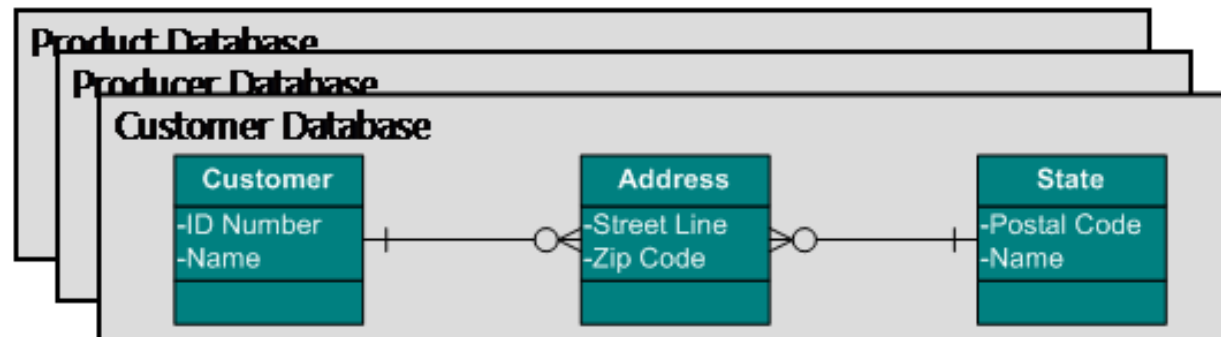 Product Database
Producer Database
Customer Database
Customer
-ID Number
-Name
Address
-Street Line
-Zip Code
State
-Postal Code
-Name